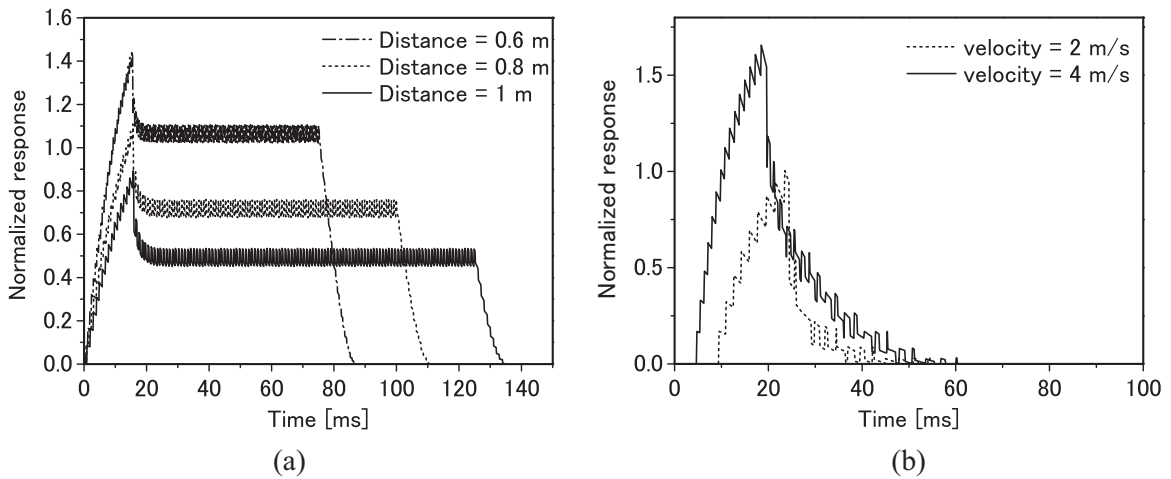 1.6
1.4
1.2
1.0
0.8
0.6
0.4
0.2
0.0
Normalized response
Distance = 0.6 m
Distance = 0.8 m
Distance = 1 m
0 20 40 60 80 100 120 140
Time [ms]
(a)
1.5
1.0
0.5
0.0
Normalized response
velocity = 2 m/s
velocity = 4 m/s
0 20 40 60 80 100
Time [ms]
(b)